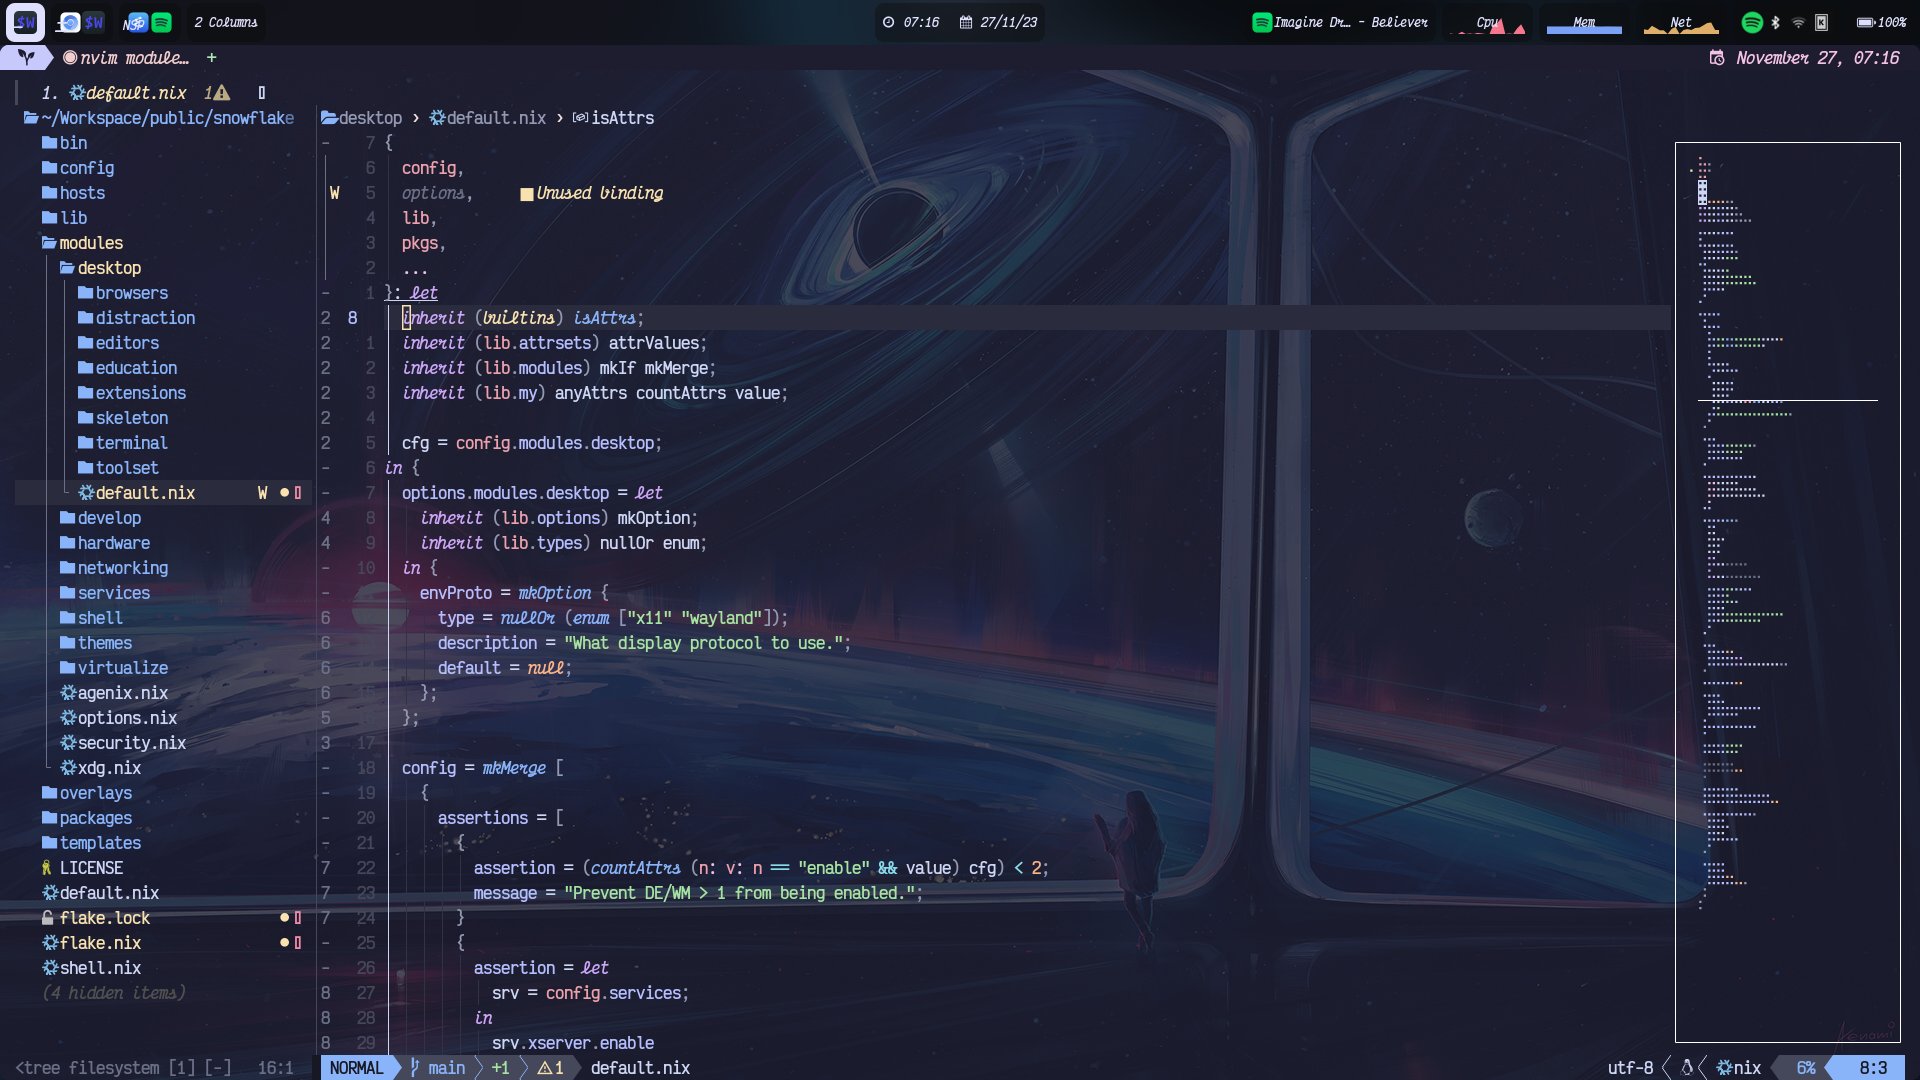 2 Columns
07:16
27/11/23
Imagine Dr… - Believer
Cpu
Mem
Net
100%
nvim module… +
November 27, 07:16
1. default.nix 1
~/Workspace/public/snowflake
bin
config
hosts
lib
modules
desktop
browsers
distraction
editors
education
extensions
skeleton
terminal
toolset
default.nix W
develop
hardware
networking
services
shell
themes
virtualize
agenix.nix
options.nix
security.nix
xdg.nix
overlays
packages
templates
LICENSE
default.nix
flake.lock
flake.nix
shell.nix
(4 hidden items)
<tree filesystem [1] [-] 16:1
desktop › default.nix › isAttrs
- 7 {
6 config,
W 5 options, Unused binding
4 lib,
3 pkgs,
2 ...
- 1 }: let
2 8 inherit (builtins) isAttrs;
2 1 inherit (lib.attrsets) attrValues;
2 2 inherit (lib.modules) mkIf mkMerge;
2 3 inherit (lib.my) anyAttrs countAttrs value;
2 4
2 5 cfg = config.modules.desktop;
- 6 in {
- 7 options.modules.desktop = let
4 8 inherit (lib.options) mkOption;
4 9 inherit (lib.types) nullOr enum;
- 10 in {
- envProto = mkOption {
6 type = nullOr (enum ["x11" "wayland"]);
6 description = "What display protocol to use.";
6 default = null;
6 };
5 };
3 17
- 18 config = mkMerge [
- 19 {
- 20 assertions = [
- 21 {
7 22 assertion = (countAttrs (n: v: n == "enable" && value) cfg) < 2;
7 23 message = "Prevent DE/WM > 1 from being enabled.";
7 24 }
- 25 {
- 26 assertion = let
8 27 srv = config.services;
8 28 in
8 29 srv.xserver.enable
NORMAL main +1 1 default.nix
utf-8 nix 6% 8:3